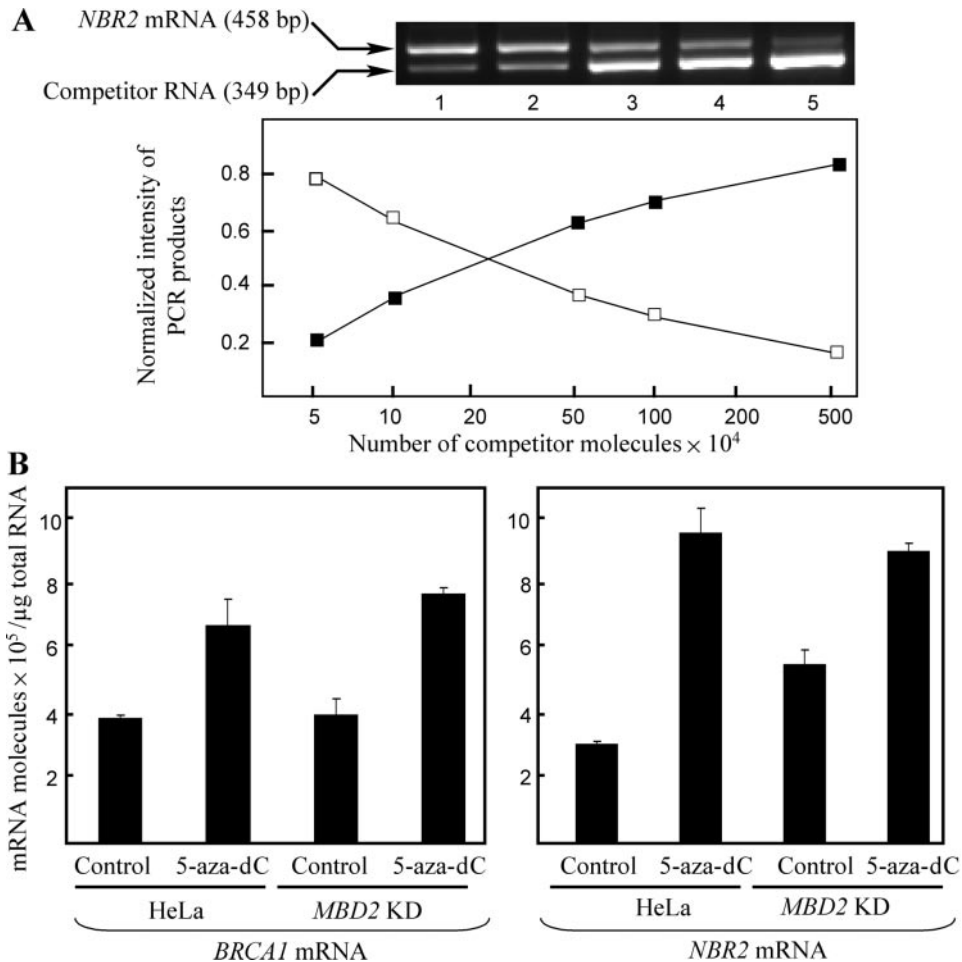 A
NBR2 mRNA (458 bp)
Competitor RNA (349 bp)
1 2 3 4 5
Normalized intensity of
PCR products
0.8
0.6
0.4
0.2
5 10 20 50 100 200 500
Number of competitor molecules × 10⁴
B
mRNA molecules × 10⁵/μg total RNA
10
8
6
4
2
Control 5-aza-dC Control 5-aza-dC
HeLa MBD2 KD
BRCA1 mRNA
10
8
6
4
2
Control 5-aza-dC Control 5-aza-dC
HeLa MBD2 KD
NBR2 mRNA